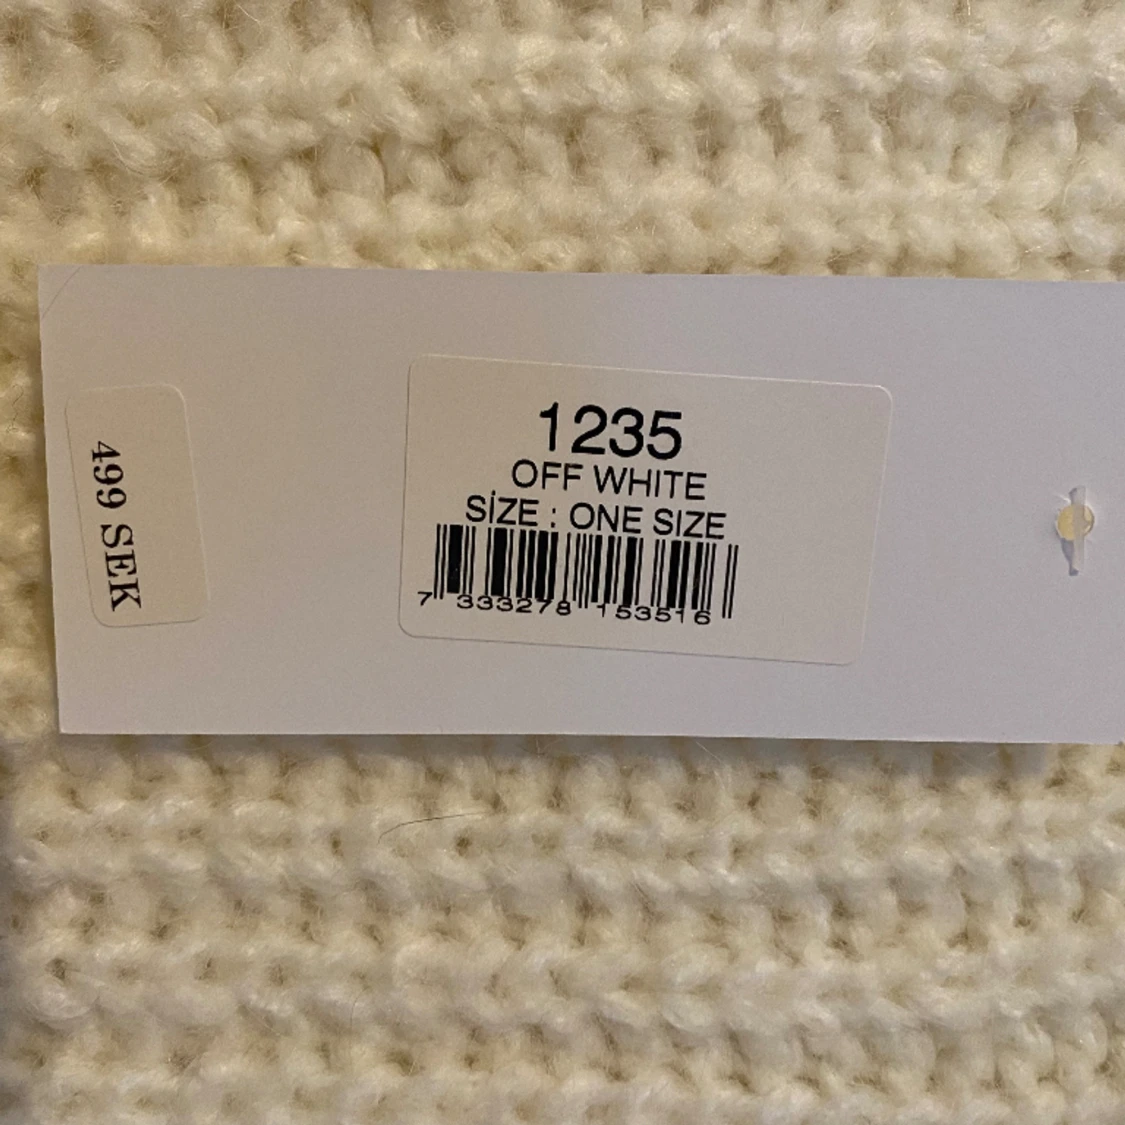 499 SEK
1235
OFF WHITE
SİZE : ONE SIZE
7 333278 153516